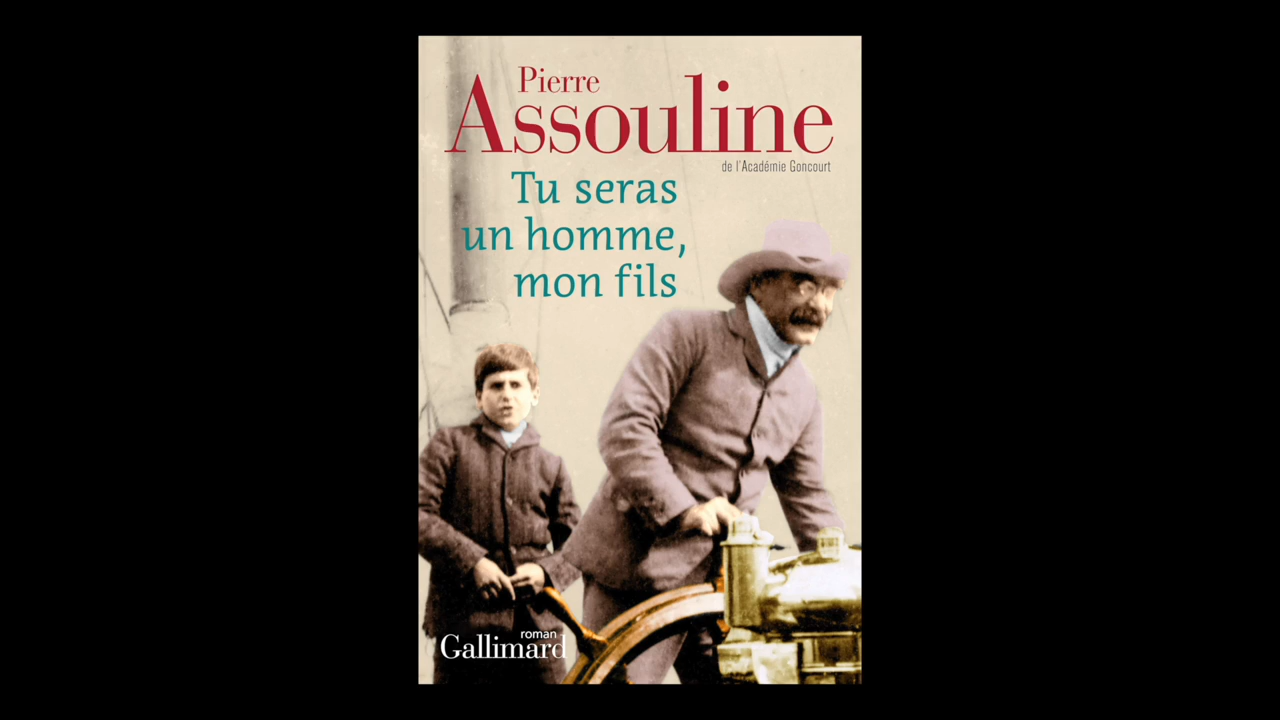 Pierre
Assouline
de l'Académie Goncourt
Tu seras
un homme,
mon fils
roman
Gallimard